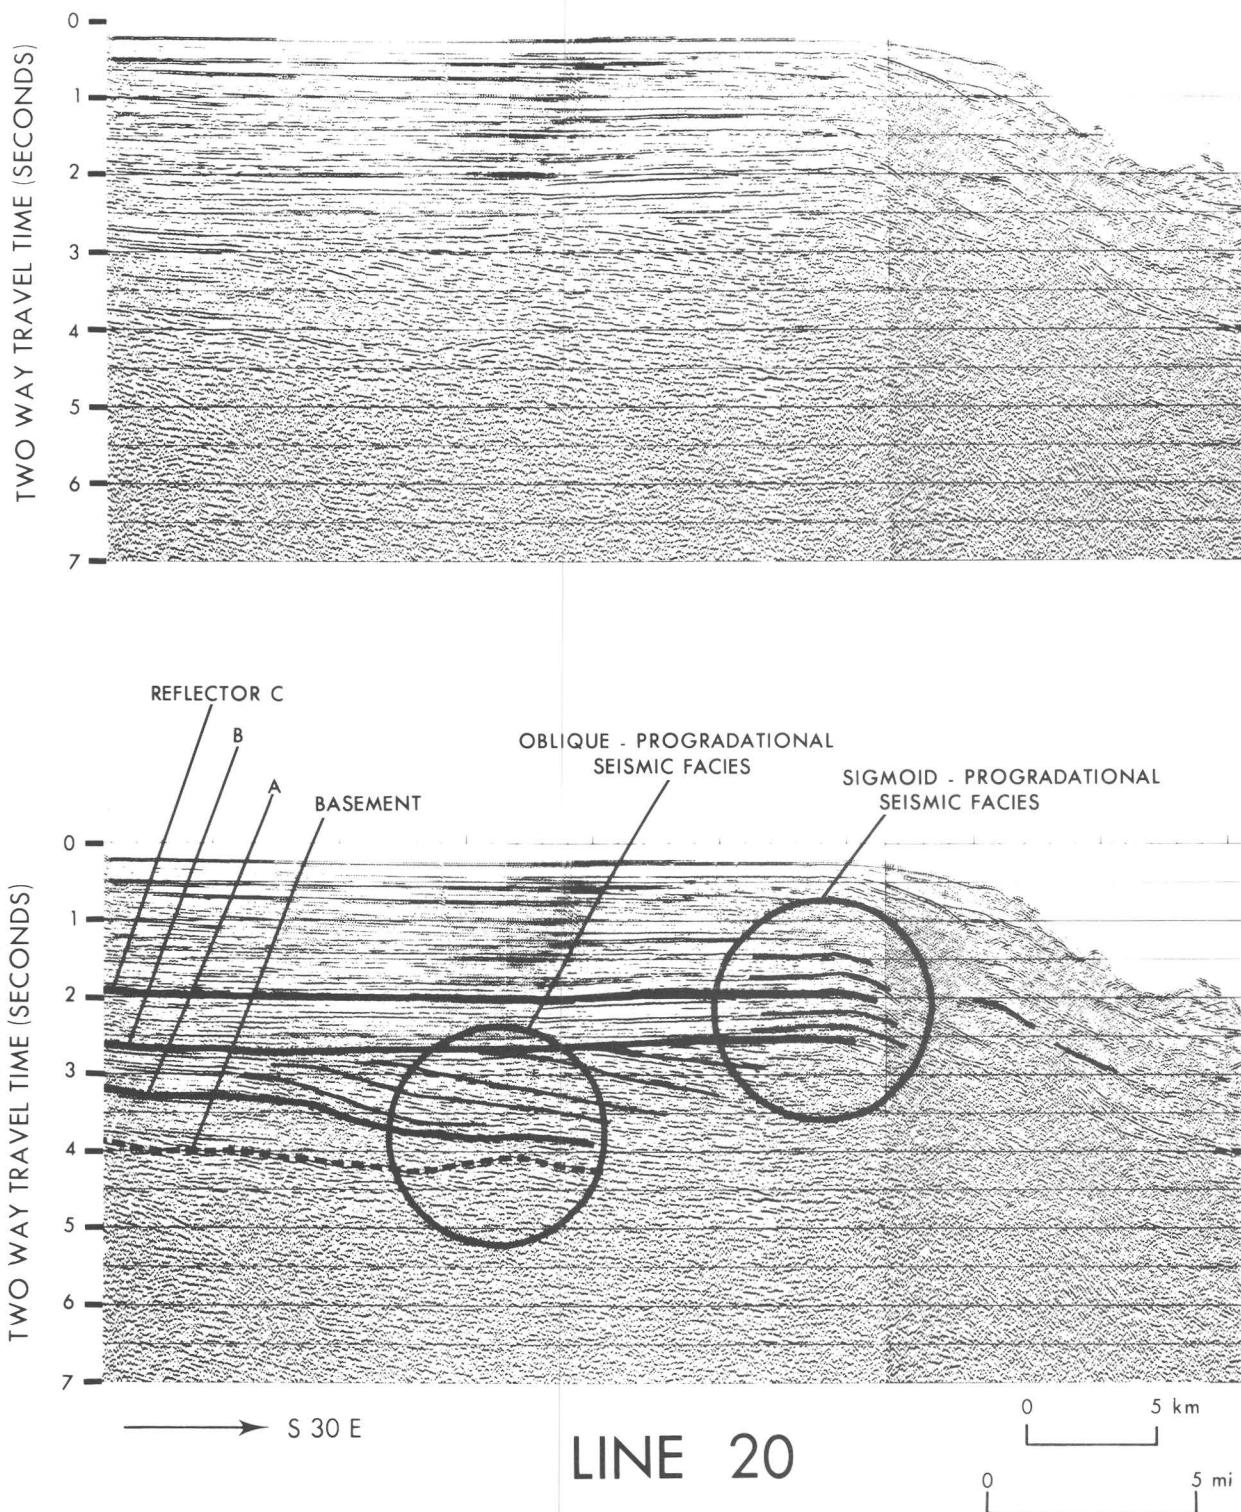 TWO WAY TRAVEL TIME (SECONDS)
0
1
2
3
4
5
6
7
REFLECTOR C
B
A
BASEMENT
OBLIQUE - PROGRADATIONAL
SEISMIC FACIES
SIGMOID - PROGRADATIONAL
SEISMIC FACIES
TWO WAY TRAVEL TIME (SECONDS)
0
1
2
3
4
5
6
7
S 30 E
LINE 20
0 5 km
0 5 mi